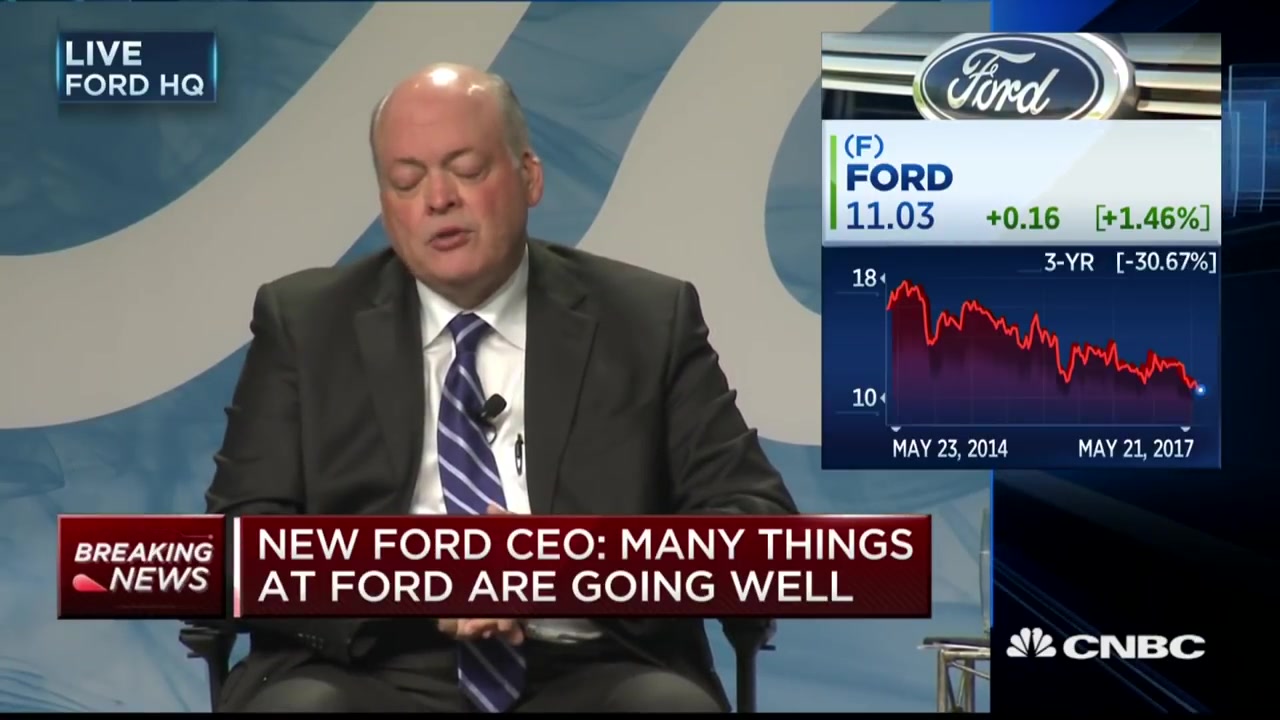 LIVE
FORD HQ
Ford
(F)
FORD
11.03 +0.16 [+1.46%]
3-YR [-30.67%]
18
10
MAY 23, 2014 MAY 21, 2017
BREAKING
NEWS
NEW FORD CEO: MANY THINGS
AT FORD ARE GOING WELL
CNBC